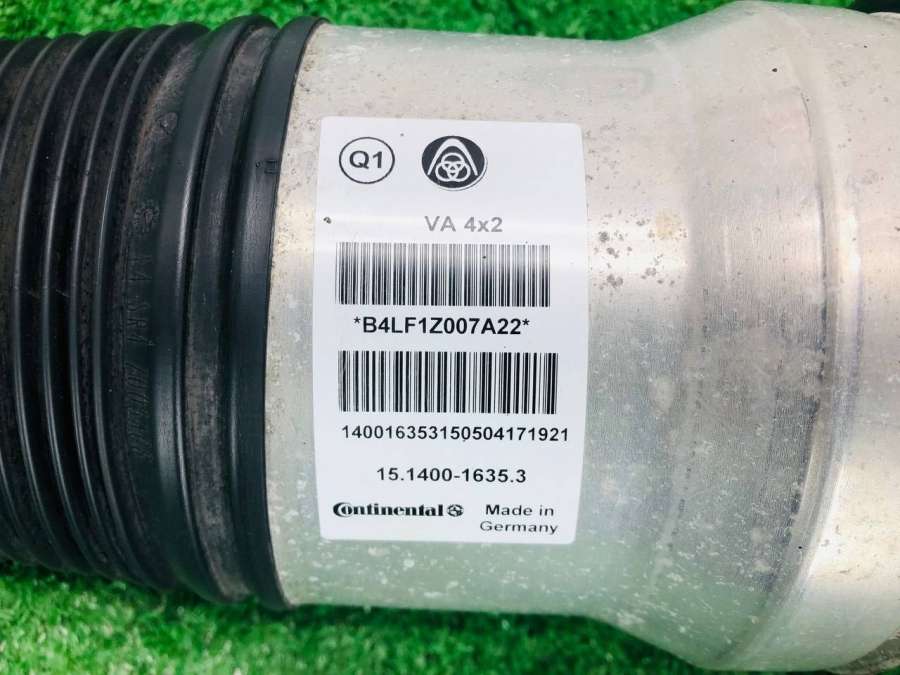 Q1
VA 4x2
*B4LF1Z007A22*
140016353150504171921
15.1400-1635.3
Continental Made in
Germany